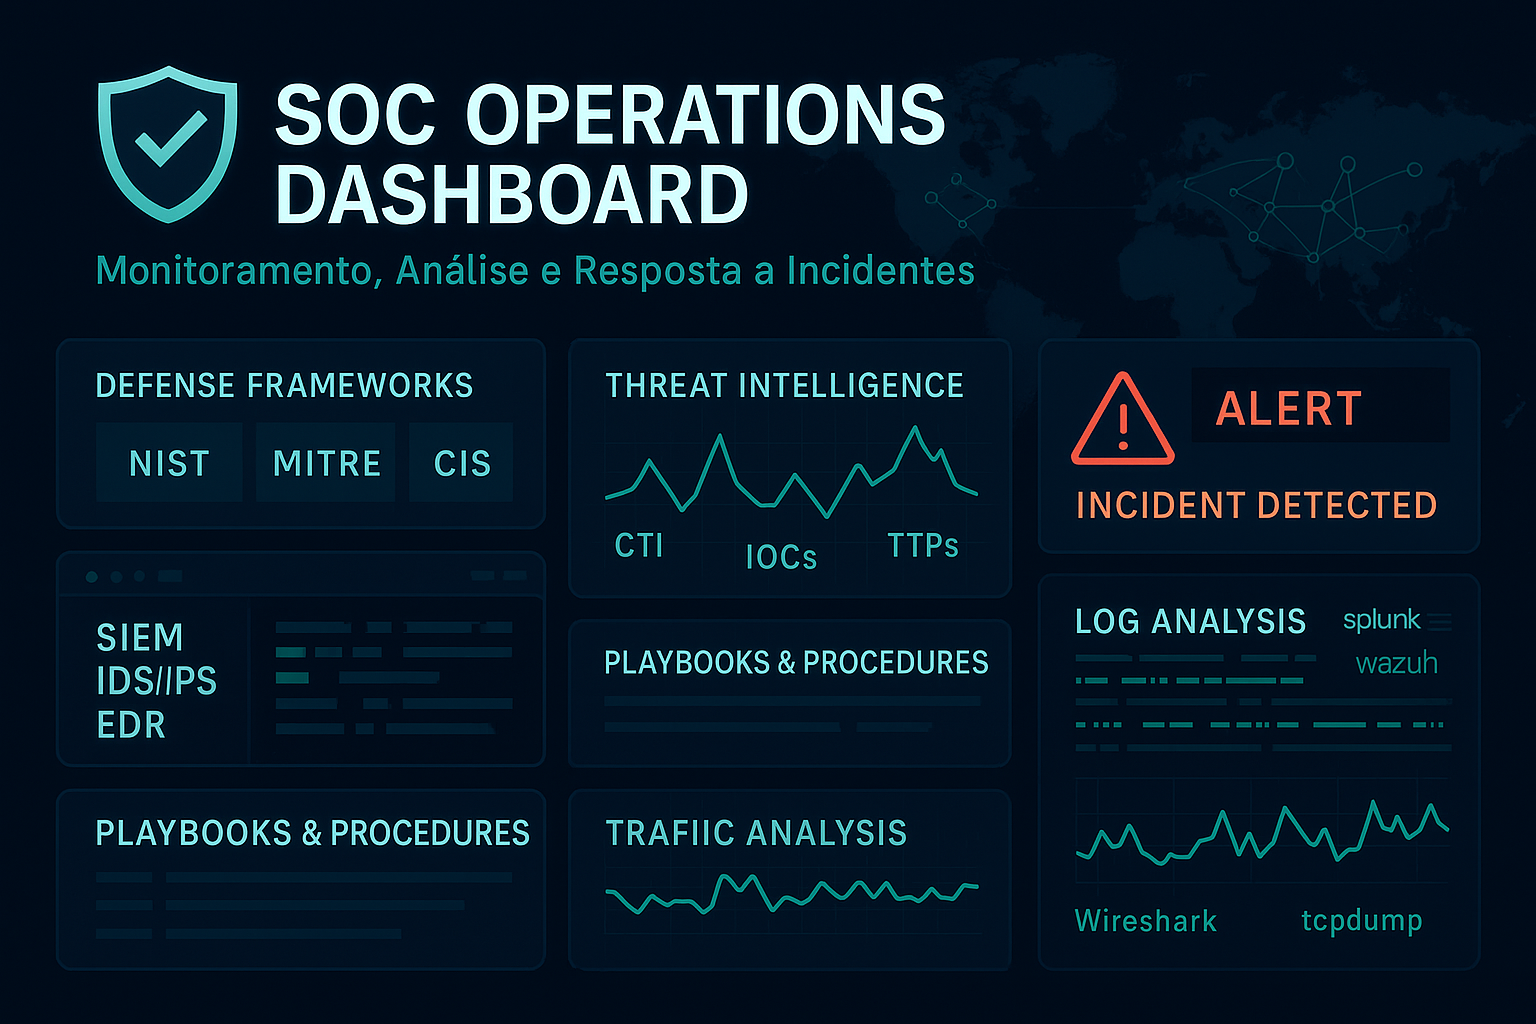 SOC OPERATIONS
DASHBOARD
Monitoramento, Análise e Resposta a Incidentes
DEFENSE FRAMEWORKS
NIST MITRE CIS
SIEM
IDS//PS
EDR
PLAYBOOKS & PROCEDURES
THREAT INTELLIGENCE
CTI IOCs TTPs
PLAYBOOKS & PROCEDURES
TRAFIIC ANALYSIS
ALERT
INCIDENT DETECTED
LOG ANALYSIS splunk
wazuh
Wireshark tcpdump